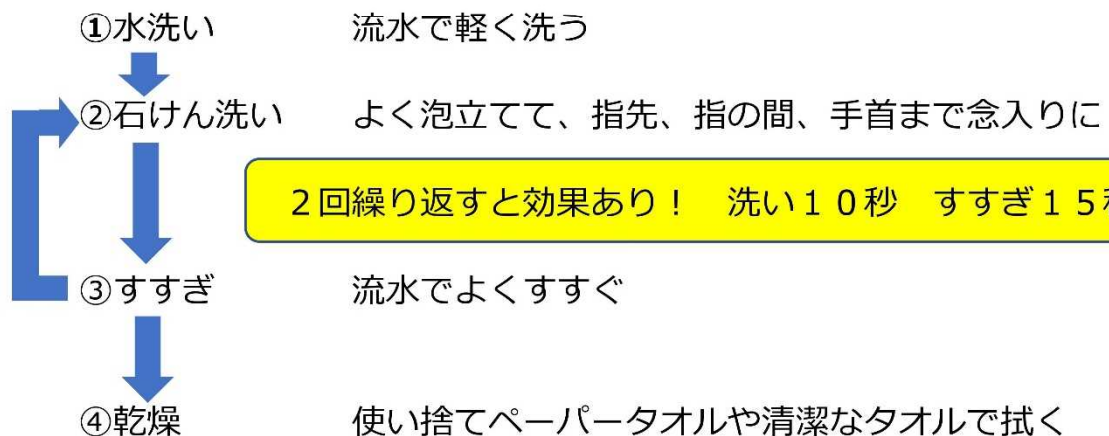 ①水洗い　流水で軽く洗う
②石けん洗い　よく泡立てて、指先、指の間、手首まで念入りに
２回繰り返すと効果あり！　洗い１０秒　すすぎ１５
③すすぎ　流水でよくすすぐ
④乾燥　使い捨てペーパータオルや清潔なタオルで拭く